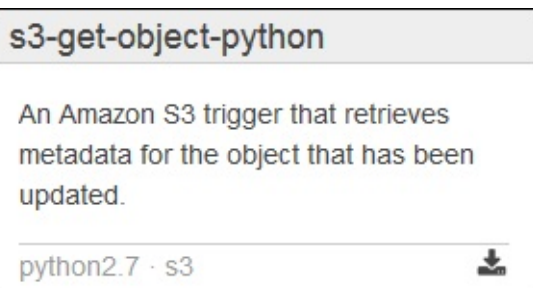 s3-get-object-python
An Amazon S3 trigger that retrieves
metadata for the object that has been
updated.
python2.7 · s3